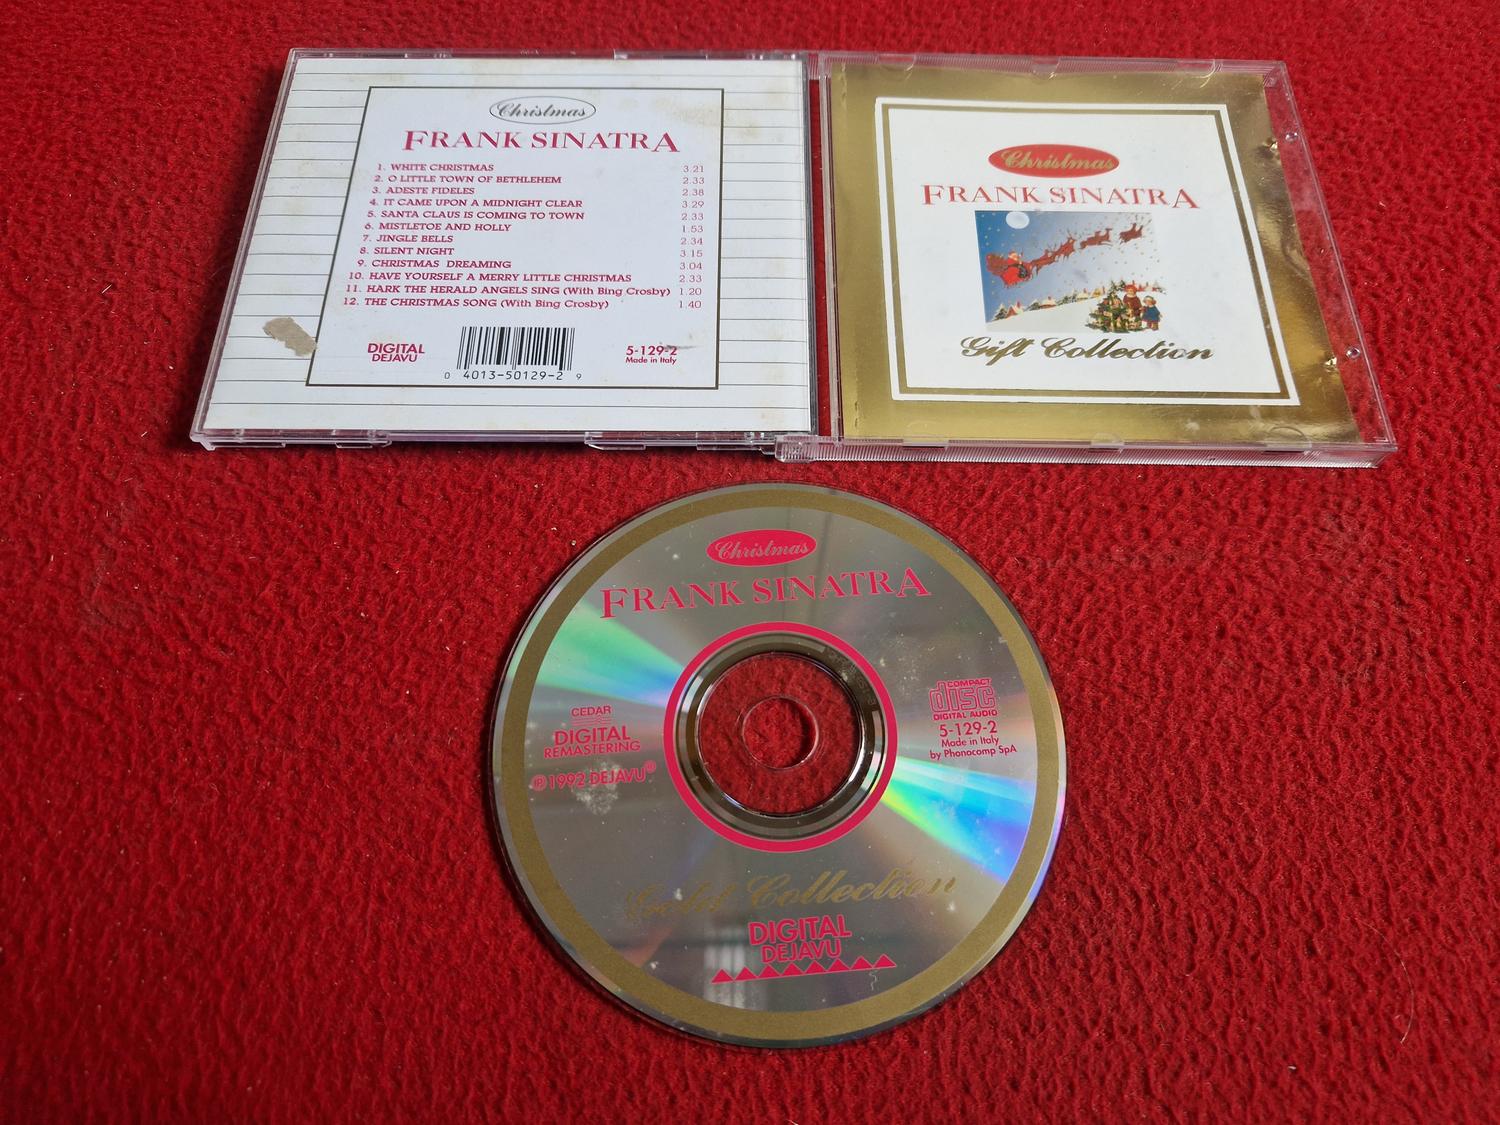 Christmas
FRANK SINATRA
1. WHITE CHRISTMAS 3.21
2. O LITTLE TOWN OF BETHLEHEM 2.33
3. ADESTE FIDELES 2.38
4. IT CAME UPON A MIDNIGHT CLEAR 3.29
5. SANTA CLAUS IS COMING TO TOWN 2.33
6. MISTLETOE AND HOLLY 1.53
7. JINGLE BELLS 2.34
8. SILENT NIGHT 3.15
9. CHRISTMAS DREAMING 3.04
10. HAVE YOURSELF A MERRY LITTLE CHRISTMAS 2.33
11. HARK THE HERALD ANGELS SING (With Bing Crosby) 1.20
12. THE CHRISTMAS SONG (With Bing Crosby) 1.40
DIGITAL
DEJAVU
0 4013-50129-2 9
5-129-2
Made in Italy
Christmas
FRANK SINATRA
Gift Collection
Christmas
FRANK SINATRA
CEDAR
DIGITAL
REMASTERING
℗ 1992 DEJAVU
COMPACT
disc
DIGITAL AUDIO
5-129-2
Made in Italy
by Phonocomp SpA
Gold Collection
DIGITAL
DEJAVU